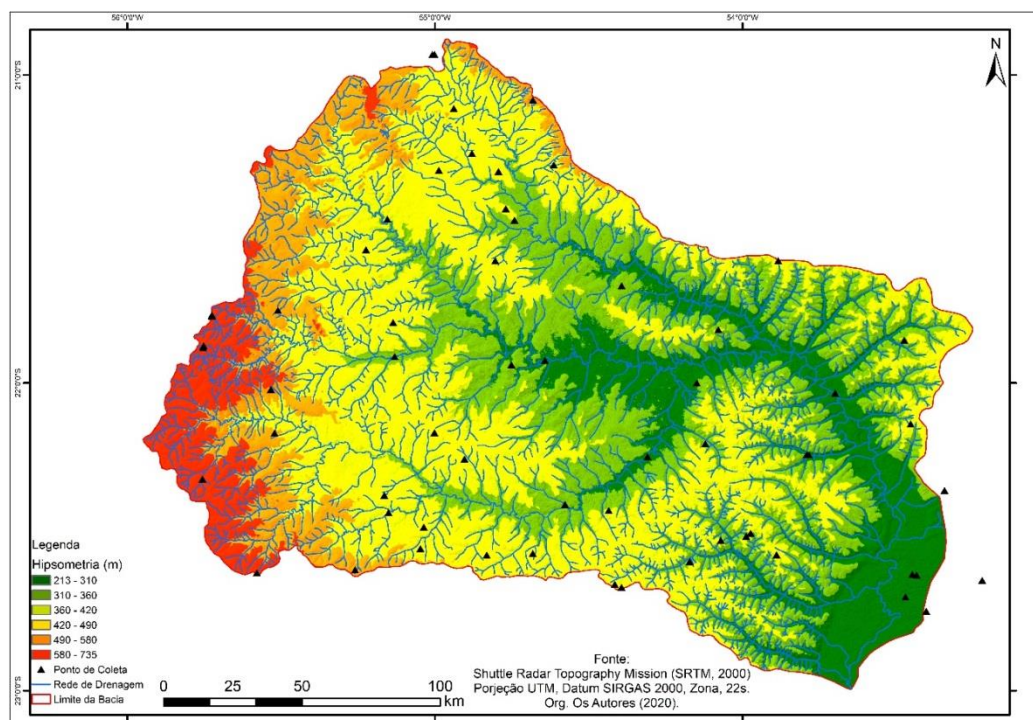 56°0'0"W 55°0'0"W 54°0'0"W
N
21°0'0"S
22°0'0"S
23°0'0"S
Legenda
Hipsometria (m)
213 - 310
310 - 360
360 - 420
420 - 490
490 - 580
580 - 735
Ponto de Coleta
Rede de Drenagem
Limite da Bacia
0 25 50 100
km
Fonte:
Shuttle Radar Topography Mission (SRTM, 2000)
Porjeção UTM, Datum SIRGAS 2000, Zona, 22s.
Org. Os Autores (2020).